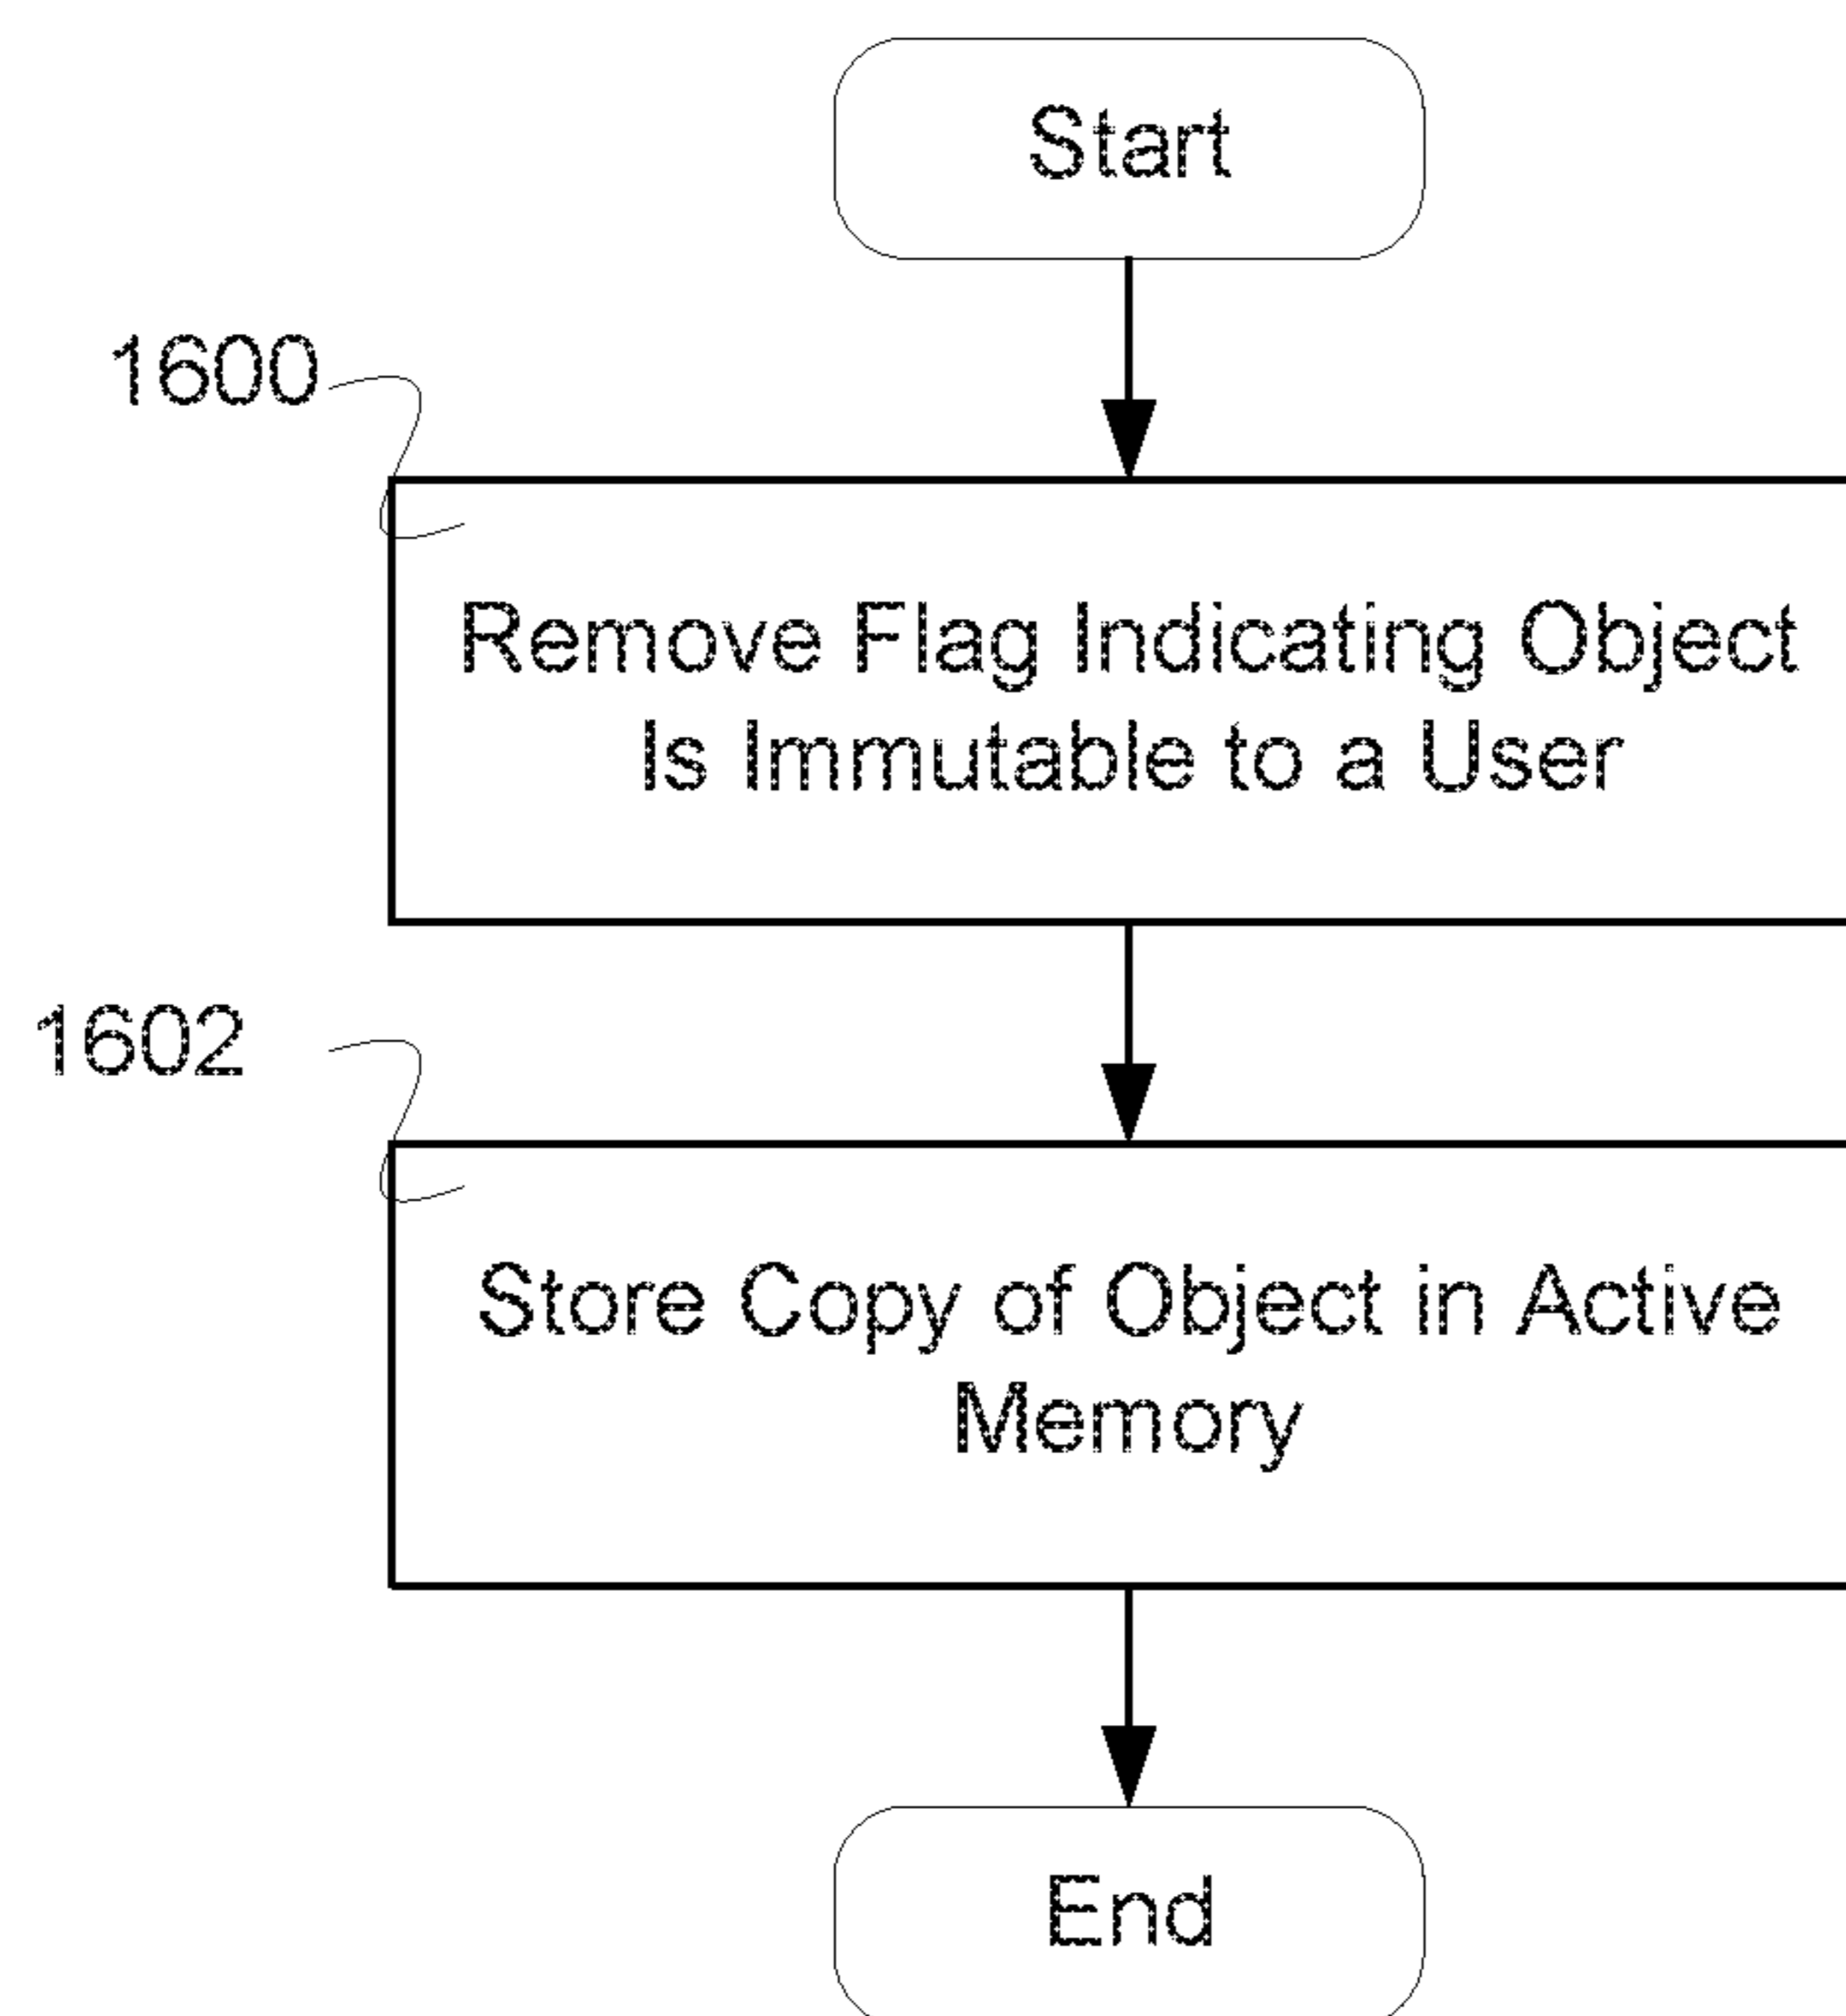 Start
1600
Remove Flag Indicating Object
Is Immutable to a User
1602
Store Copy of Object in Active
Memory
End